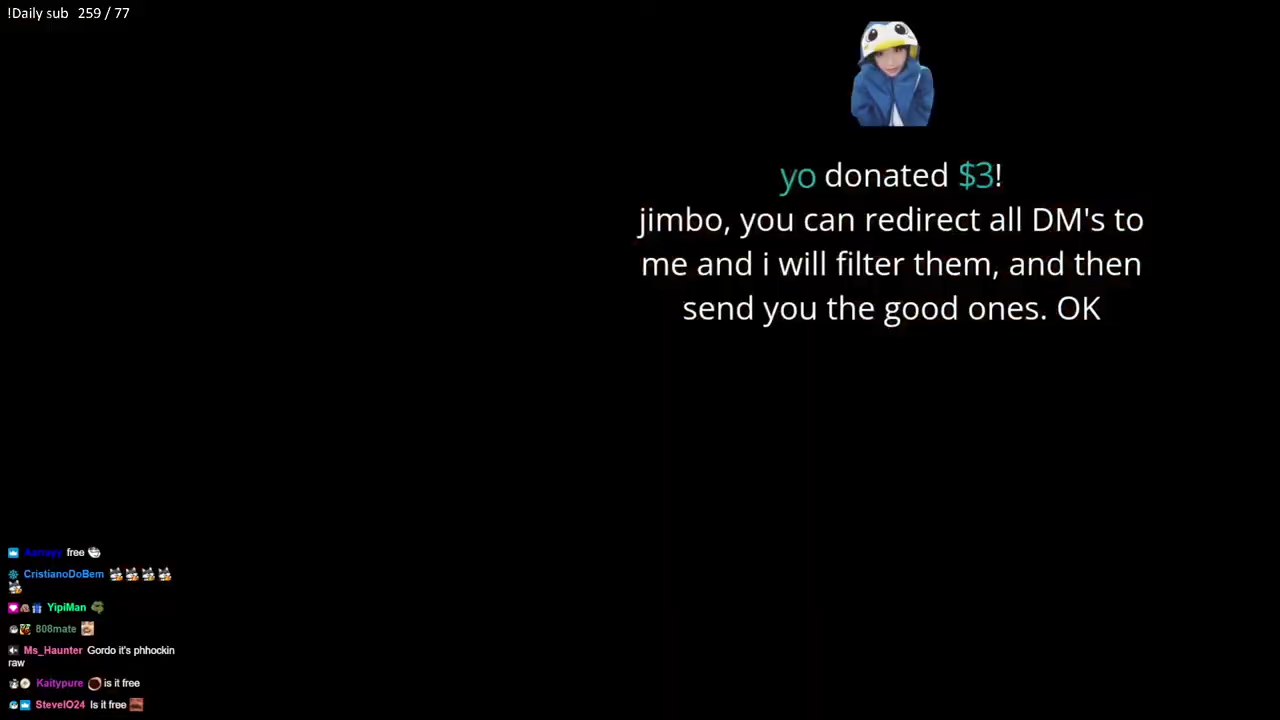 !Daily sub 259 / 77
yo donated $3!
jimbo, you can redirect all DM's to
me and i will filter them, and then
send you the good ones. OK
free
CristianoDoBem
YipiMan
808mate
Ms_Haunter Gordo it's phhockin
raw
Kaitypure is it free
SteveIO24 Is it free